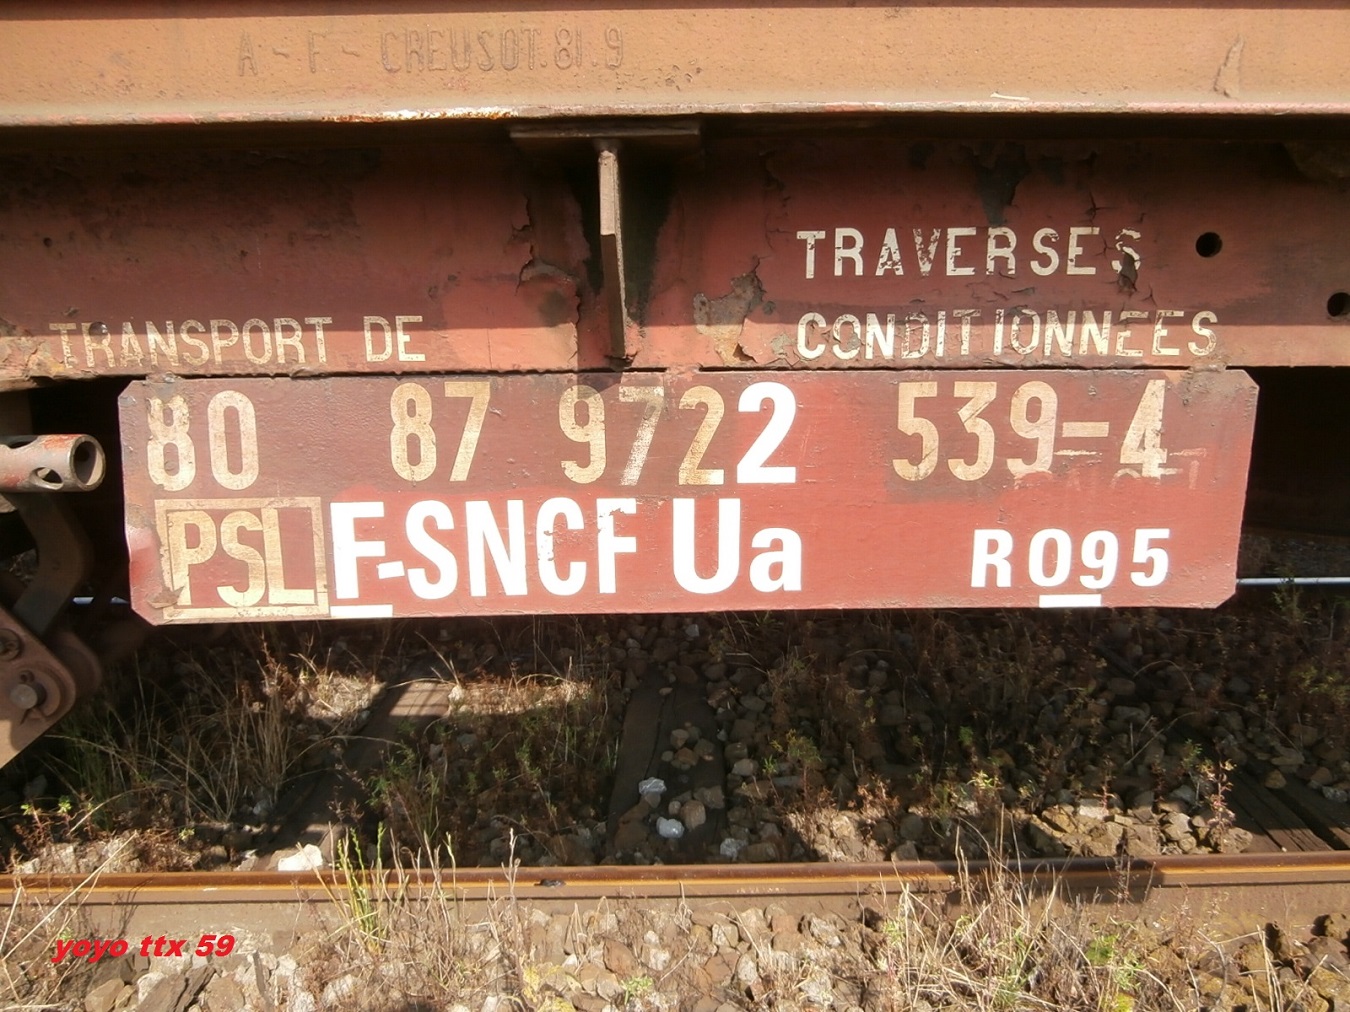 A - F - CREUSOT.81.9
TRAVERSES
TRANSPORT DE CONDITIONNEES
80 87 9722 539-4
PSL F-SNCF Ua R095
yoyo ttx 59